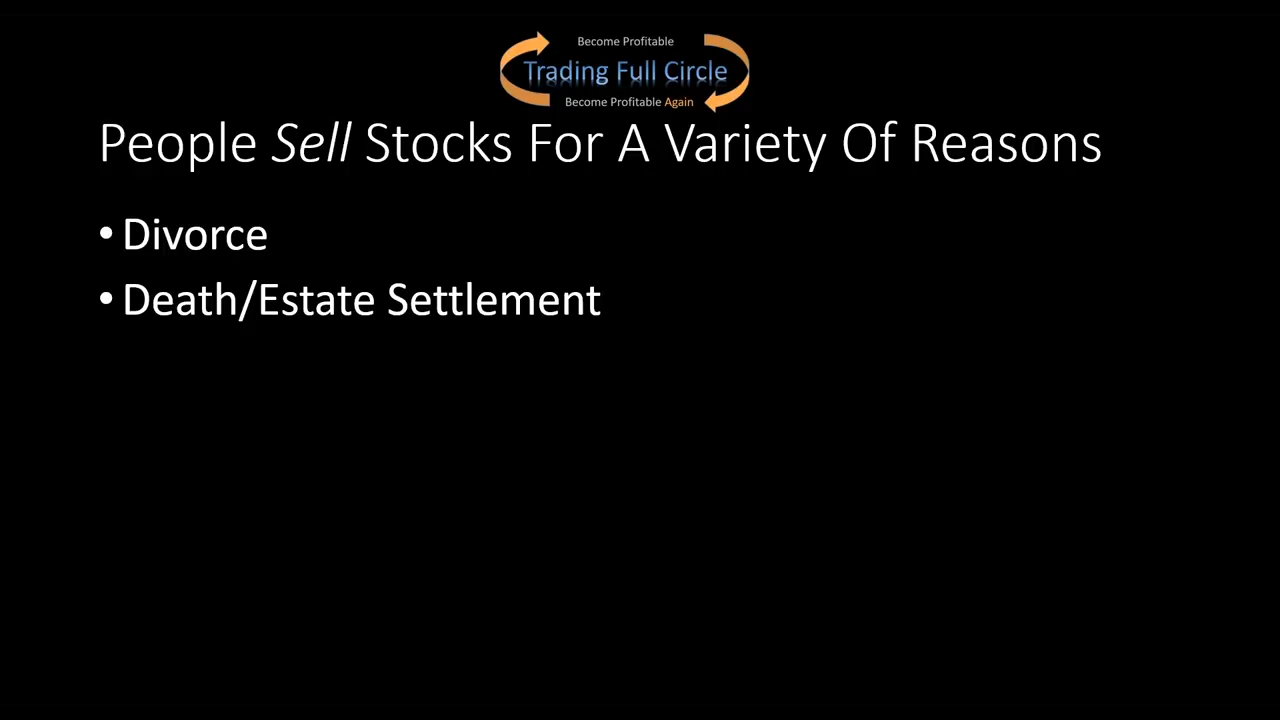 Become Profitable
Trading Full Circle
Become Profitable Again
People Sell Stocks For A Variety Of Reasons
• Divorce
• Death/Estate Settlement